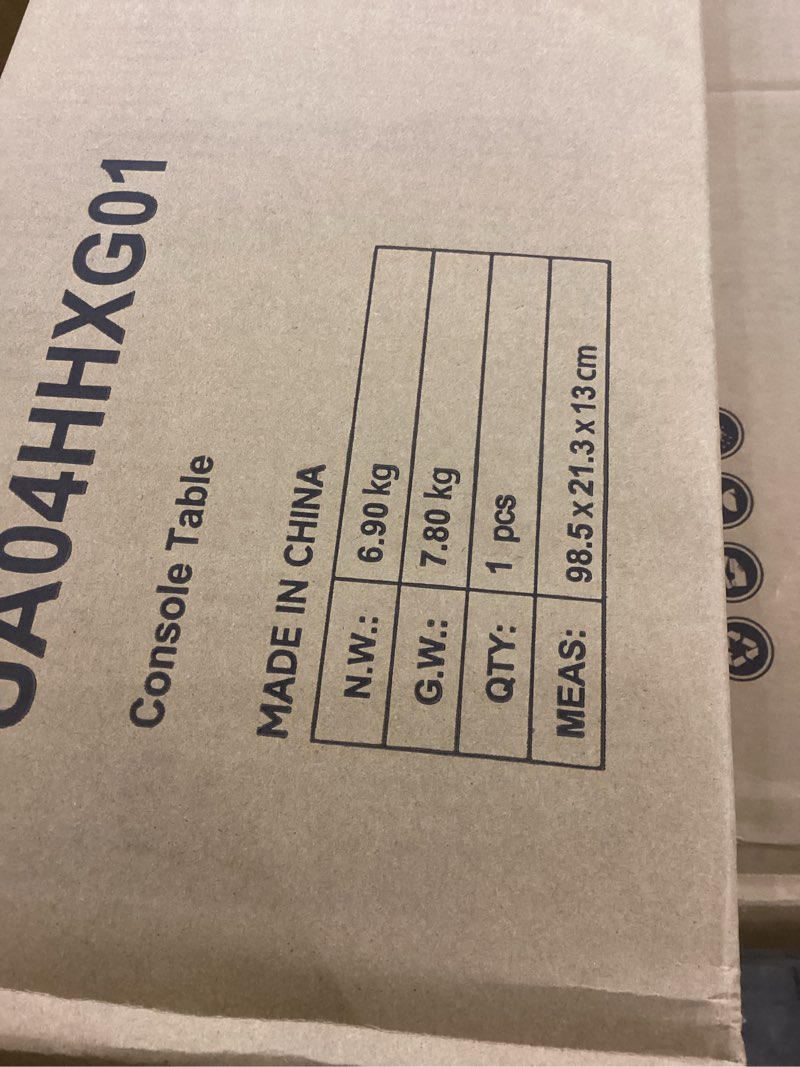 UA04HHXG01
Console Table
MADE IN CHINA
N.W.: 6.90 kg
G.W.: 7.80 kg
QTY: 1 pcs
MEAS: 98.5 x 21.3 x 13 cm